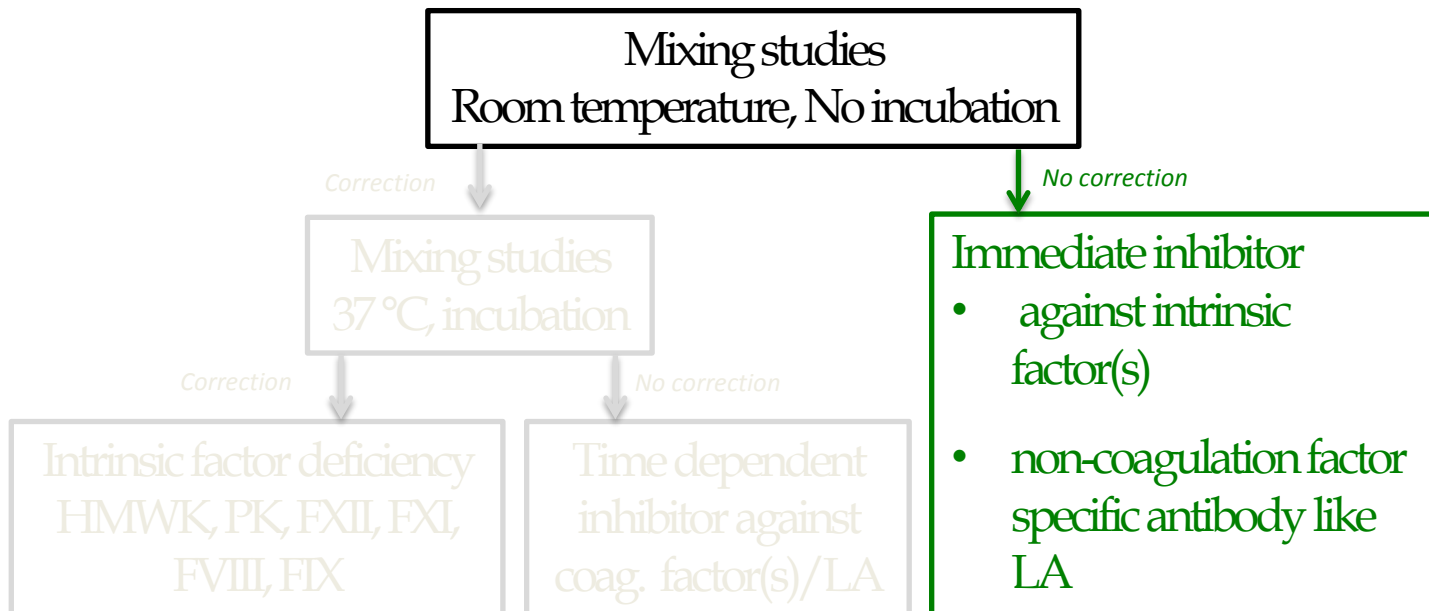 Mixing studies
Room temperature, No incubation
Correction
No correction
Mixing studies
37 °C, incubation
Correction
No correction
Intrinsic factor deficiency
HMWK, PK, FXII, FXI,
FVIII, FIX
Time dependent
inhibitor against
coag. factor(s)/LA
Immediate inhibitor
• against intrinsic
factor(s)
• non-coagulation factor
specific antibody like
LA